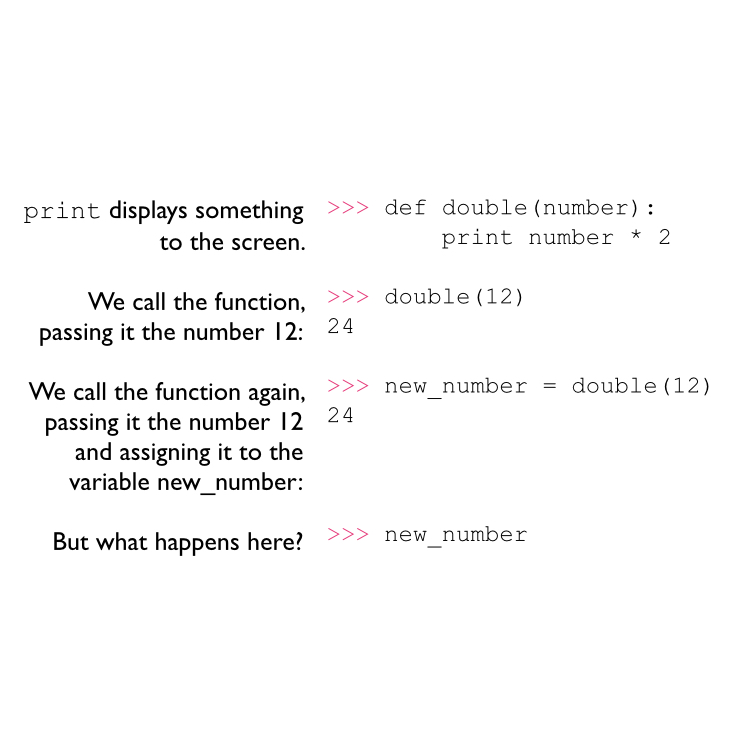 print displays something
to the screen.
>>> def double(number):
        print number * 2
We call the function,
passing it the number 12:
>>> double(12)
24
We call the function again,
passing it the number 12
and assigning it to the
variable new_number:
>>> new_number = double(12)
24
But what happens here?
>>> new_number